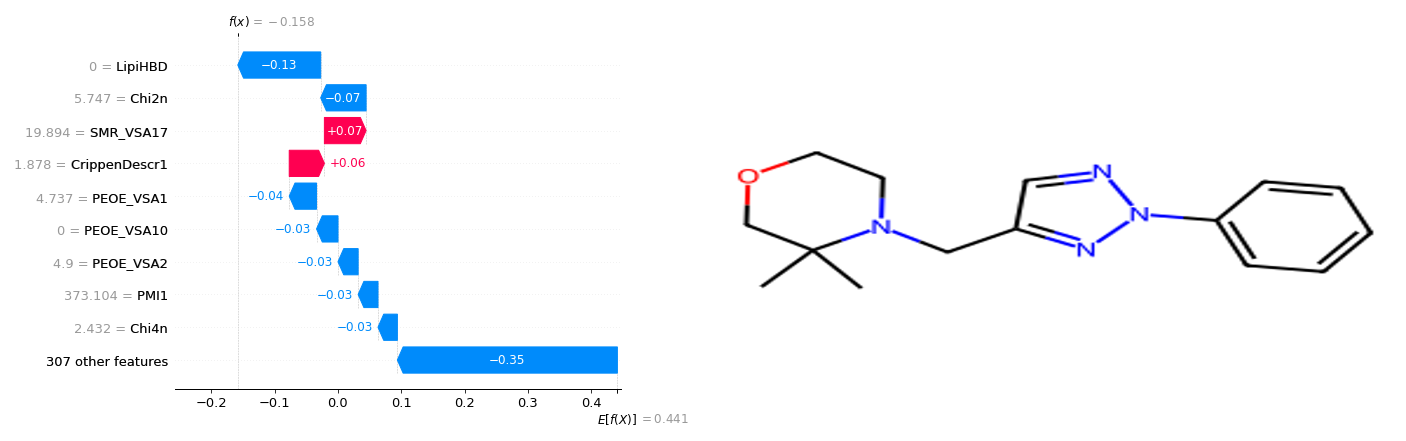 f(x) = −0.158
0 = LipiHBD
−0.13
5.747 = Chi2n
−0.07
19.894 = SMR_VSA17
+0.07
1.878 = CrippenDescr1
+0.06
4.737 = PEOE_VSA1
−0.04
0 = PEOE_VSA10
−0.03
4.9 = PEOE_VSA2
−0.03
373.104 = PMI1
−0.03
2.432 = Chi4n
−0.03
307 other features
−0.35
−0.2 −0.1 0.0 0.1 0.2 0.3 0.4
E[f(X)] = 0.441
O
N
N
N
N